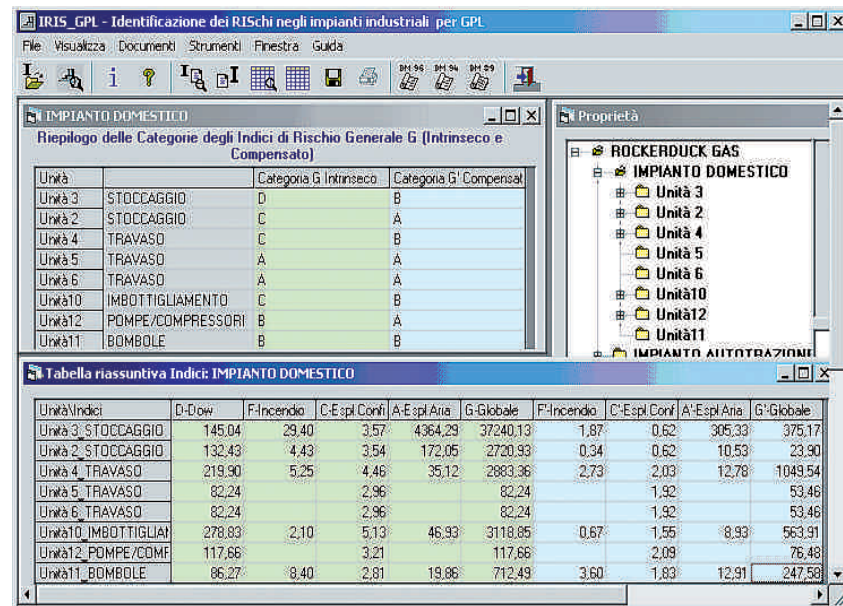 IRIS_GPL - Identificazione dei RISchi negli impianti industriali per GPL
File Visualizza Documenti Strumenti Finestra Guida
DM 96 DM 94 DM 89
IMPIANTO DOMESTICO
Riepilogo delle Categorie degli Indici di Rischio Generale G (Intrinseco e
Compensato)
Unità Categoria G Intrinseco Categoria G' Compensat
Unità 3 STOCCAGGIO D B
Unità 2 STOCCAGGIO C A
Unità 4 TRAVASO C B
Unità 5 TRAVASO A A
Unità 6 TRAVASO A A
Unità10 IMBOTTIGLIAMENTO C B
Unità12 POMPE/COMPRESSORI B A
Unità11 BOMBOLE B B
Proprietà
ROCKERDUCK GAS
IMPIANTO DOMESTICO
Unità 3
Unità 2
Unità 4
Unità 5
Unità 6
Unità10
Unità12
Unità11
IMPIANTO AUTOTRAZIONE
Tabella riassuntiva Indici: IMPIANTO DOMESTICO
Unità\Indici D-Dow F-Incendio C-Espl.Confi A-Espl.Aria G-Globale F'-Incendio C'-Espl.Conf A'-Espl.Aria G'-Globale
Unità 3_STOCCAGGIO 145,04 29,40 3,57 4364,29 37240,13 1,87 0,62 305,33 375,17
Unità 2_STOCCAGGIO 132,43 4,43 3,54 172,05 2720,93 0,34 0,62 10,53 23,90
Unità 4_TRAVASO 219,90 5,25 4,46 35,12 2883,36 2,73 2,03 12,78 1049,54
Unità 5_TRAVASO 82,24 2,96 82,24 1,92 53,46
Unità 6_TRAVASO 82,24 2,96 82,24 1,92 53,46
Unità10_IMBOTTIGLIAM 278,83 2,10 5,13 46,93 3118,85 0,67 1,55 8,93 563,91
Unità12_POMPE/COMF 117,66 3,21 117,66 2,09 76,48
Unità11_BOMBOLE 86,27 8,40 2,81 19,86 712,49 3,60 1,83 12,91 247,58